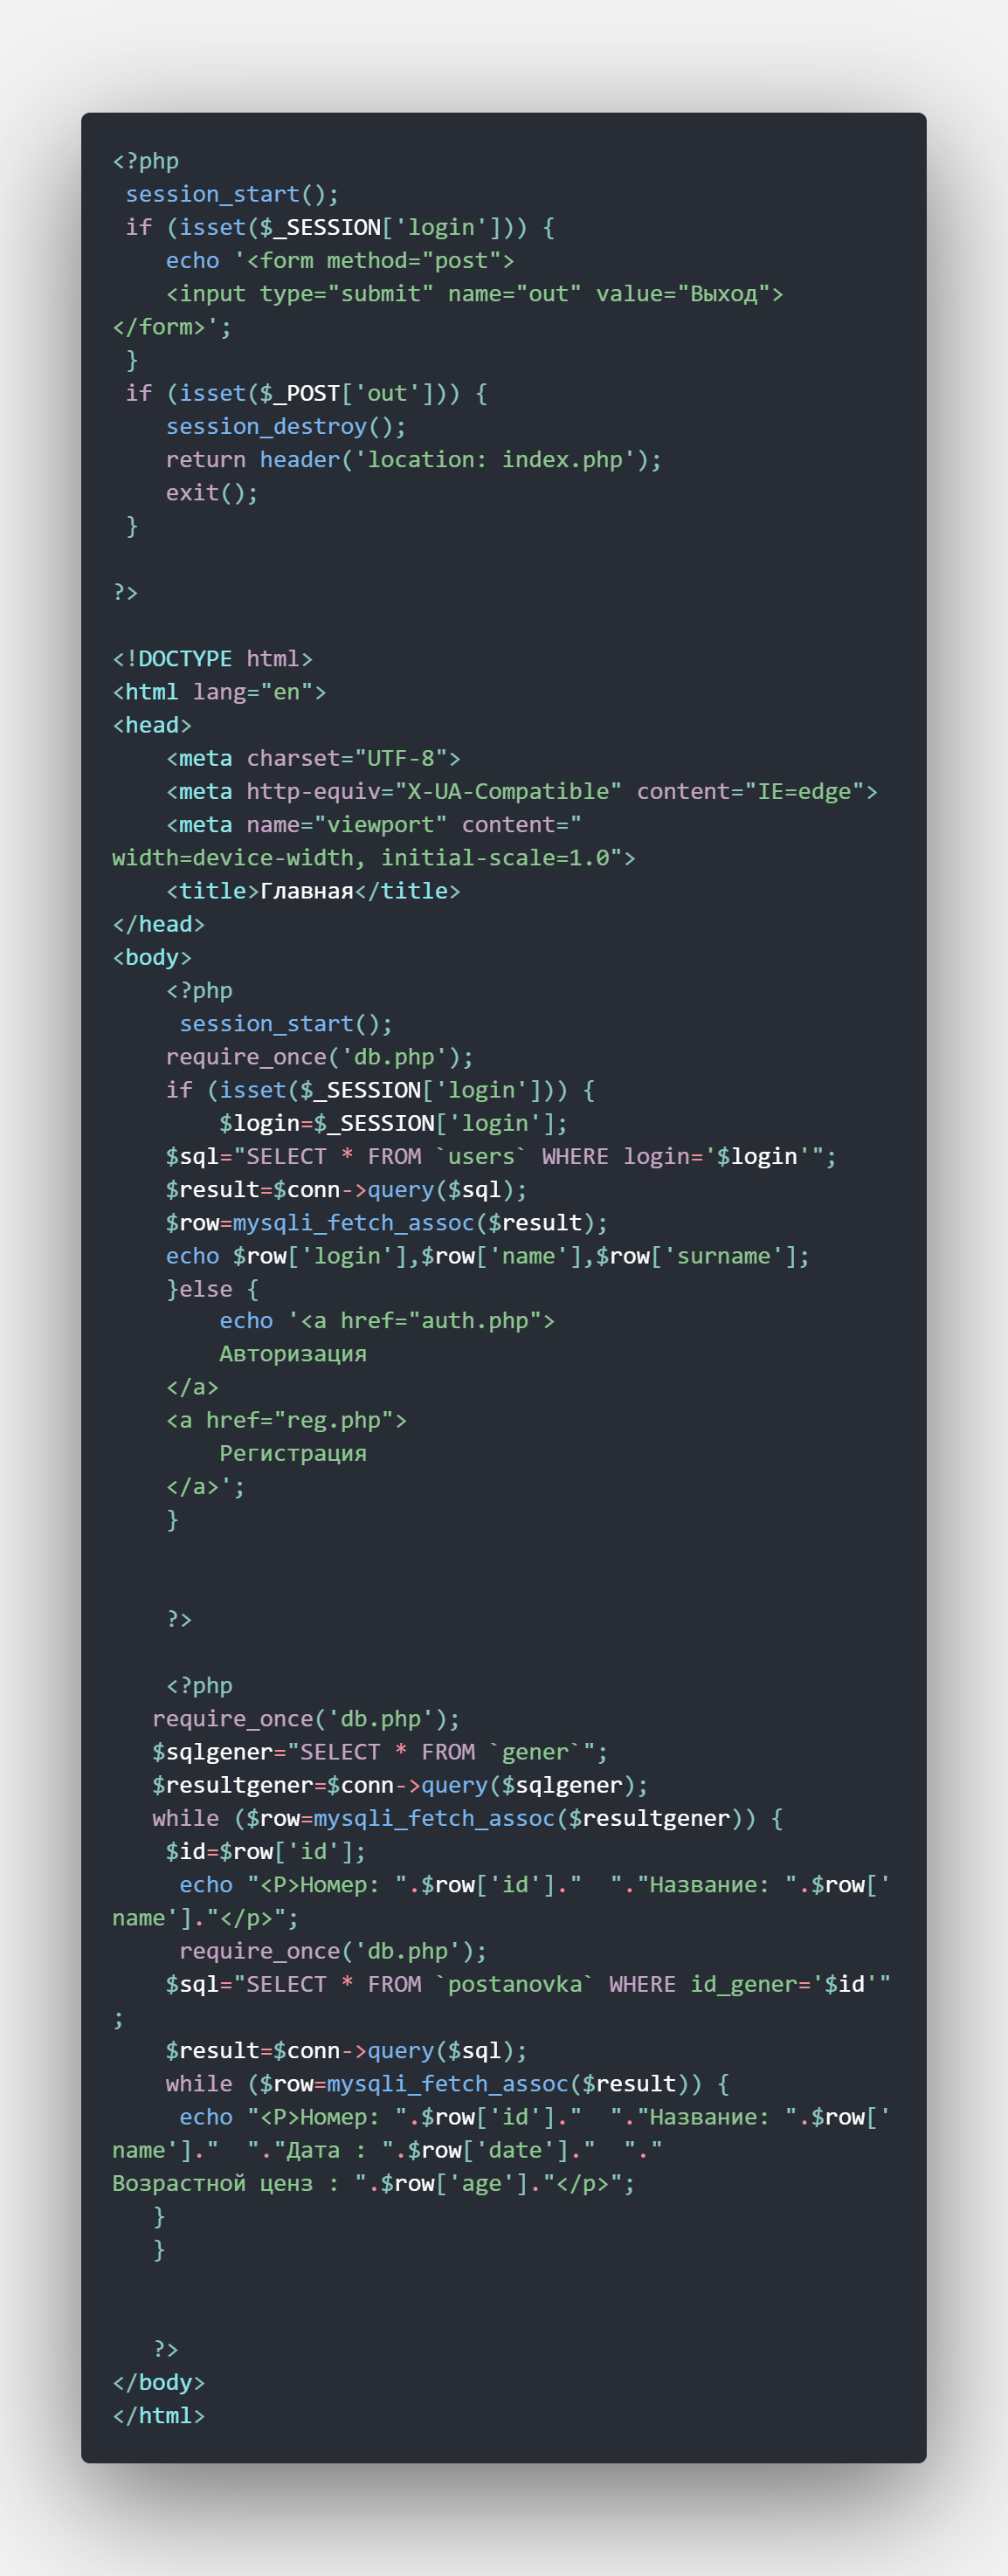 <?php
 session_start();
 if (isset($_SESSION['login'])) {
    echo '<form method="post">
    <input type="submit" name="out" value="Выход">
</form>';
 }
 if (isset($_POST['out'])) {
    session_destroy();
    return header('location: index.php');
    exit();
 }

?>

<!DOCTYPE html>
<html lang="en">
<head>
    <meta charset="UTF-8">
    <meta http-equiv="X-UA-Compatible" content="IE=edge">
    <meta name="viewport" content="
width=device-width, initial-scale=1.0">
    <title>Главная</title>
</head>
<body>
    <?php
     session_start();
    require_once('db.php');
    if (isset($_SESSION['login'])) {
        $login=$_SESSION['login'];
    $sql="SELECT * FROM `users` WHERE login='$login'";
    $result=$conn->query($sql);
    $row=mysqli_fetch_assoc($result);
    echo $row['login'],$row['name'],$row['surname'];
    }else {
        echo '<a href="auth.php">
        Авторизация
    </a>
    <a href="reg.php">
        Регистрация
    </a>';
    }


    ?>

    <?php
   require_once('db.php');
   $sqlgener="SELECT * FROM `gener`";
   $resultgener=$conn->query($sqlgener);
   while ($row=mysqli_fetch_assoc($resultgener)) {
    $id=$row['id'];
     echo "<P>Номер: ".$row['id']."  "."Название: ".$row['
name']."</p>";
     require_once('db.php');
    $sql="SELECT * FROM `postanovka` WHERE id_gener='$id'"
;
    $result=$conn->query($sql);
    while ($row=mysqli_fetch_assoc($result)) {
     echo "<P>Номер: ".$row['id']."  "."Название: ".$row['
name']."  "."Дата : ".$row['date']."  "."
Возрастной ценз : ".$row['age']."</p>";
   }
   }


   ?>
</body>
</html>